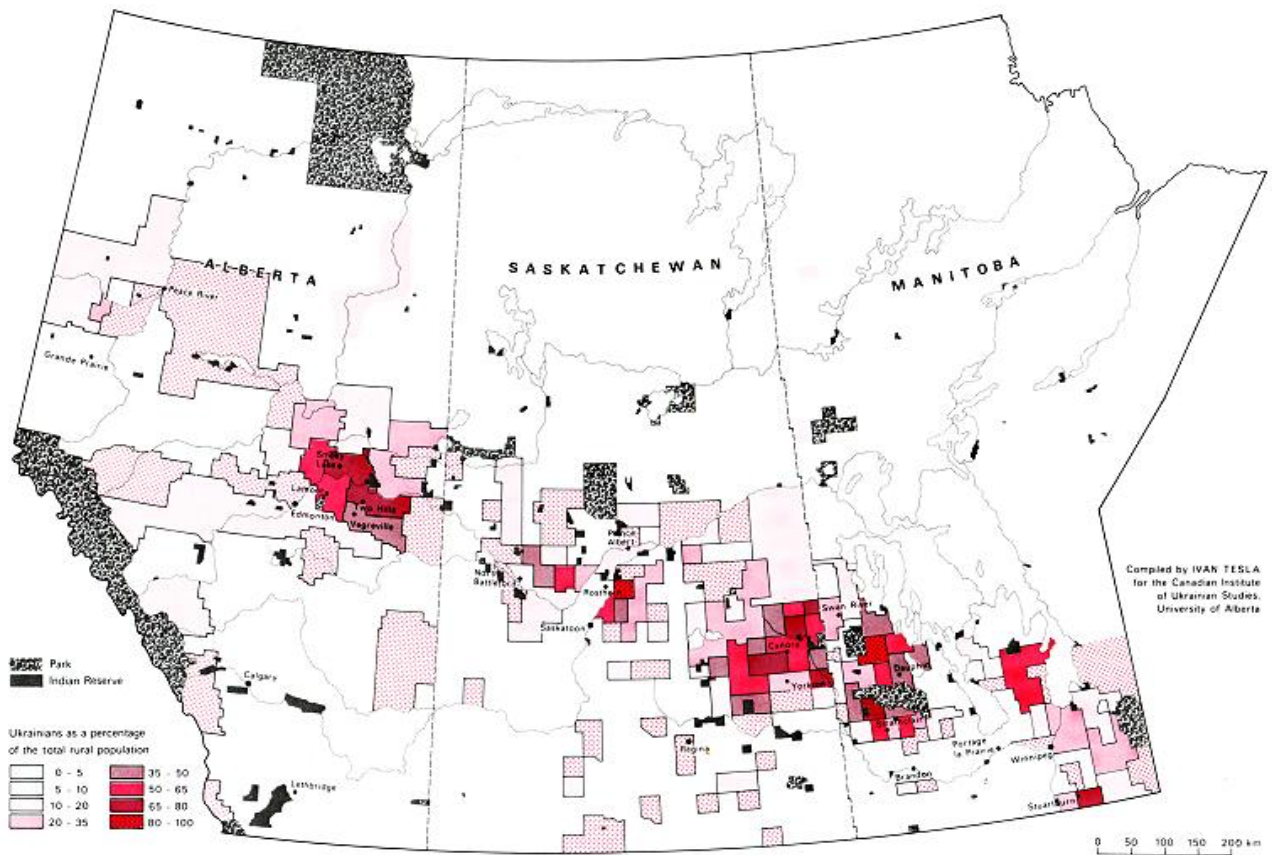 ALBERTA
SASKATCHEWAN
MANITOBA
Peace River
Grande Prairie
Smoky
Lake
Lamont
Edmonton
Two Hills
Vegreville
Prince
Albert
North
Battleford
Rosthern
Saskatoon
Swan River
Canora
Dauphin
Yorkton
Calgary
Regina
Strathclair
Portage
la Prairie
Winnipeg
Brandon
Lethbridge
Stuartburn
Compiled by IVAN TESLA
for the Canadian Institute
of Ukrainian Studies,
University of Alberta
Park
Indian Reserve
Ukrainians as a percentage
of the total rural population
0 - 5
5 - 10
10 - 20
20 - 35
35 - 50
50 - 65
65 - 80
80 - 100
0 50 100 150 200 km